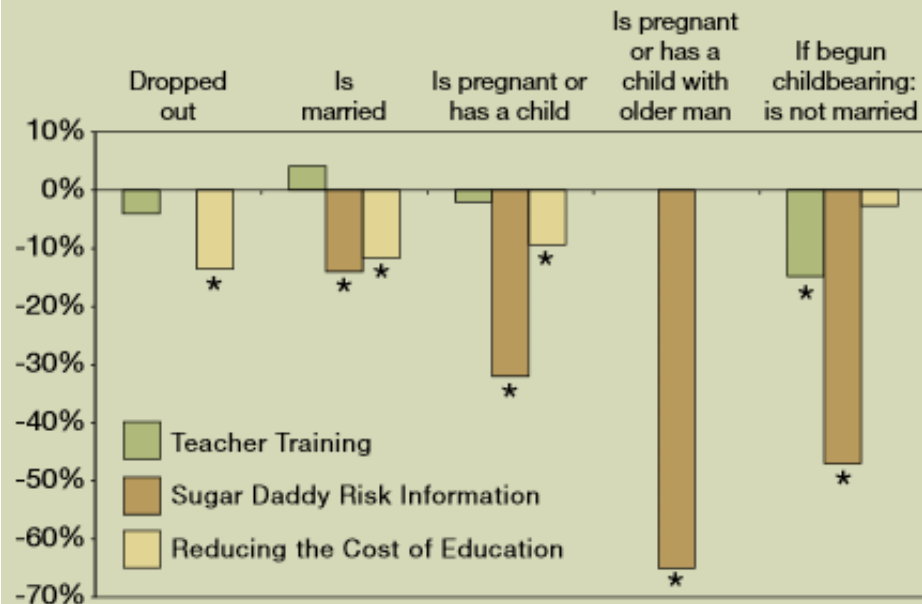 Dropped
out
Is
married
Is pregnant or
has a child
Is pregnant
or has a
child with
older man
If begun
childbearing:
is not married
10%
0%
-10%
-20%
-30%
-40%
-50%
-60%
-70%
*
*
*
*
*
*
*
*
Teacher Training
Sugar Daddy Risk Information
Reducing the Cost of Education